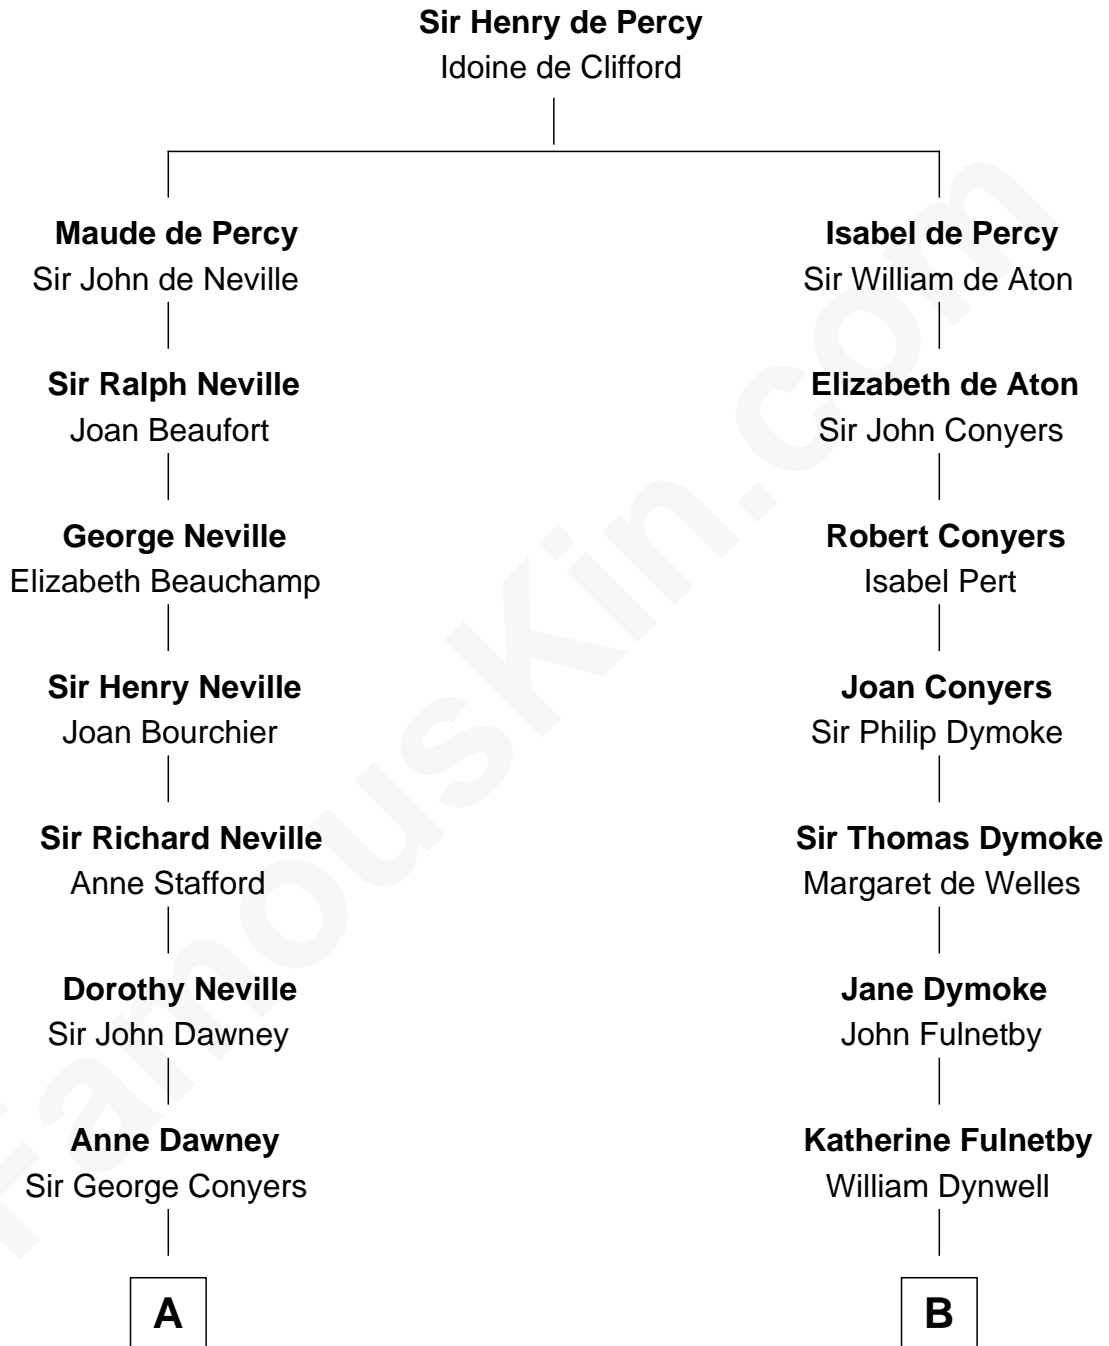 Sir Henry de Percy
Idoine de Clifford
Maude de Percy
Sir John de Neville
Isabel de Percy
Sir William de Aton
Sir Ralph Neville
Joan Beaufort
Elizabeth de Aton
Sir John Conyers
George Neville
Elizabeth Beauchamp
Robert Conyers
Isabel Pert
Sir Henry Neville
Joan Bourchier
Joan Conyers
Sir Philip Dymoke
Sir Richard Neville
Anne Stafford
Sir Thomas Dymoke
Margaret de Welles
Dorothy Neville
Sir John Dawney
Jane Dymoke
John Fulnetby
Anne Dawney
Sir George Conyers
Katherine Fulnetby
William Dynwell
A
B
FamousKin.com